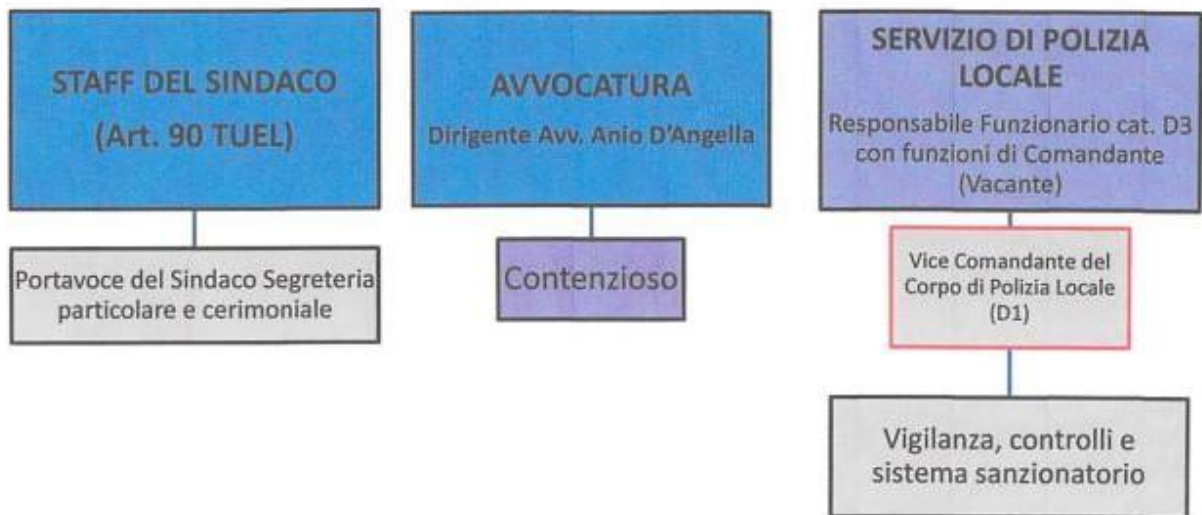 STAFF DEL SINDACO
(Art. 90 TUEL)
Portavoce del Sindaco Segreteria
particolare e cerimoniale
AVVOCATURA
Dirigente Avv. Anio D'Angella
Contenzioso
SERVIZIO DI POLIZIA
LOCALE
Responsabile Funzionario cat. D3
con funzioni di Comandante
(Vacante)
Vice Comandante del
Corpo di Polizia Locale
(D1)
Vigilanza, controlli e
sistema sanzionatorio